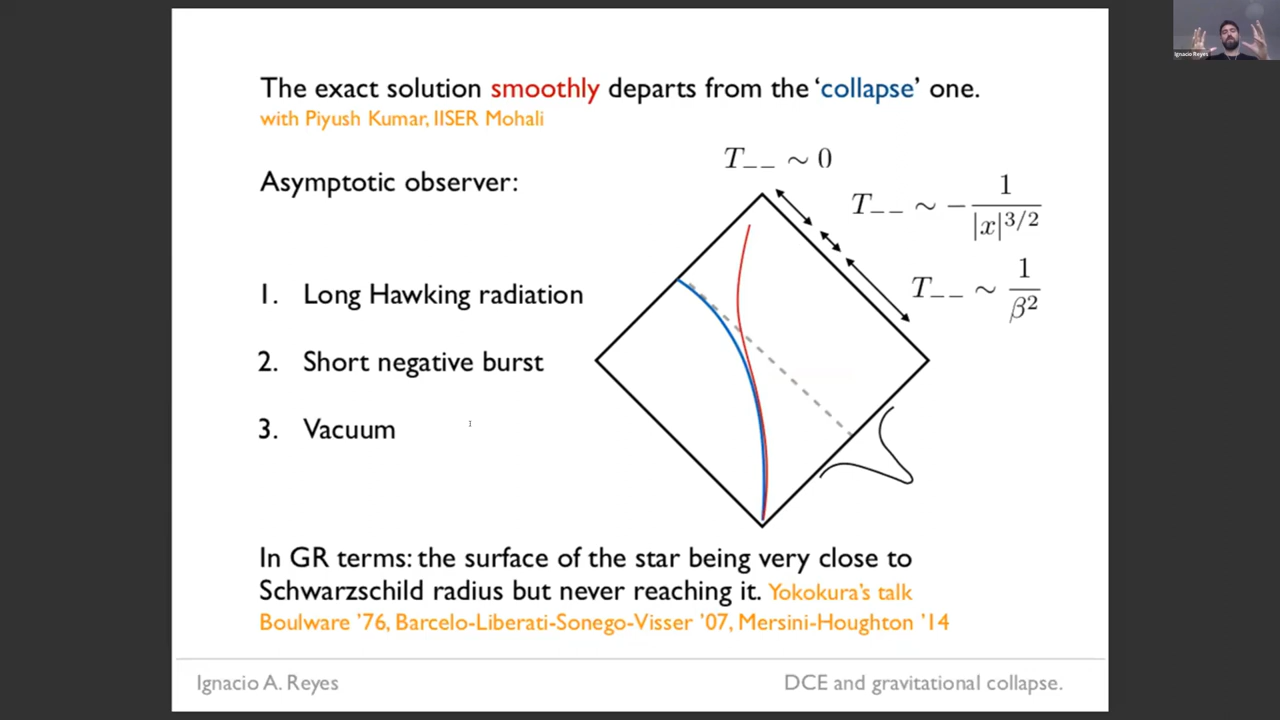 The exact solution smoothly departs from the ‘collapse’ one.
with Piyush Kumar, IISER Mohali
Asymptotic observer:
1. Long Hawking radiation
2. Short negative burst
3. Vacuum
T₋₋ ∼ 0
T₋₋ ∼ − 1 / |x|^{3/2}
T₋₋ ∼ 1 / β²
In GR terms: the surface of the star being very close to
Schwarzschild radius but never reaching it. Yokokura’s talk
Boulware ’76, Barcelo-Liberati-Sonego-Visser ’07, Mersini-Houghton ’14
Ignacio A. Reyes
DCE and gravitational collapse.
Ignacio Reyes